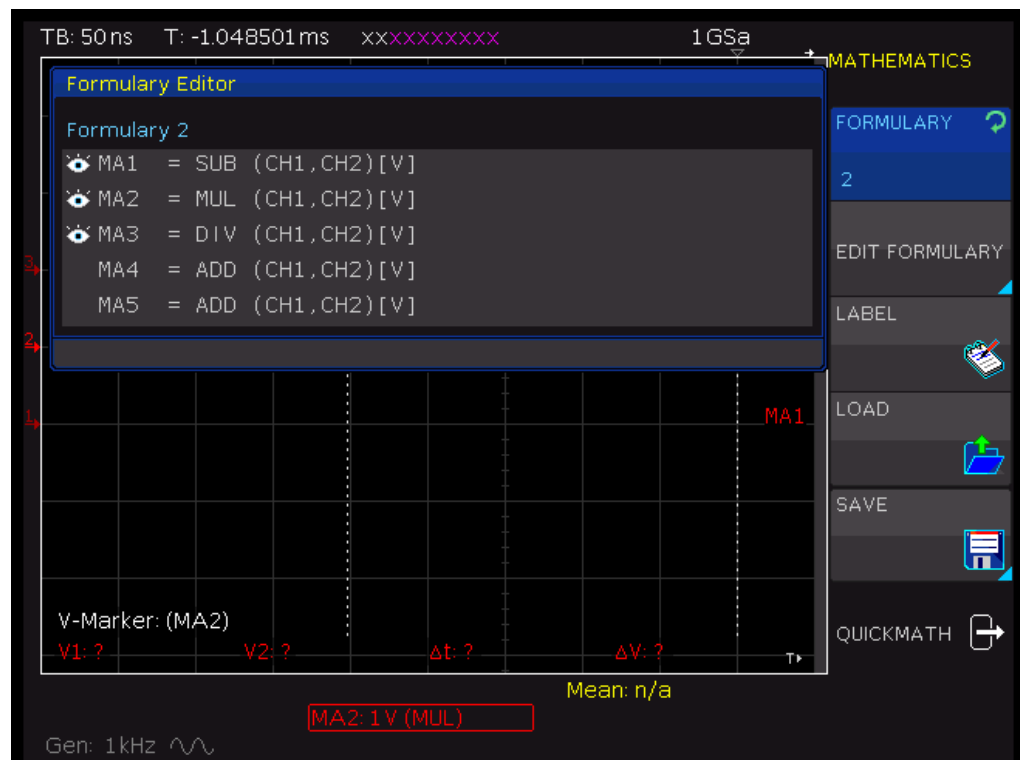 TB: 50 ns T: -1.048501 ms xxxxxxxxxx 1 GSa
MATHEMATICS
Formulary Editor
Formulary 2
MA1 = SUB (CH1,CH2)[V]
MA2 = MUL (CH1,CH2)[V]
MA3 = DIV (CH1,CH2)[V]
MA4 = ADD (CH1,CH2)[V]
MA5 = ADD (CH1,CH2)[V]
FORMULARY
2
EDIT FORMULARY
LABEL
LOAD
SAVE
QUICKMATH
3
2
1
MA1
V-Marker: (MA2)
V1: ? V2: ? Δt: ? ΔV: ?
T
Mean: n/a
MA2: 1 V (MUL)
Gen: 1kHz